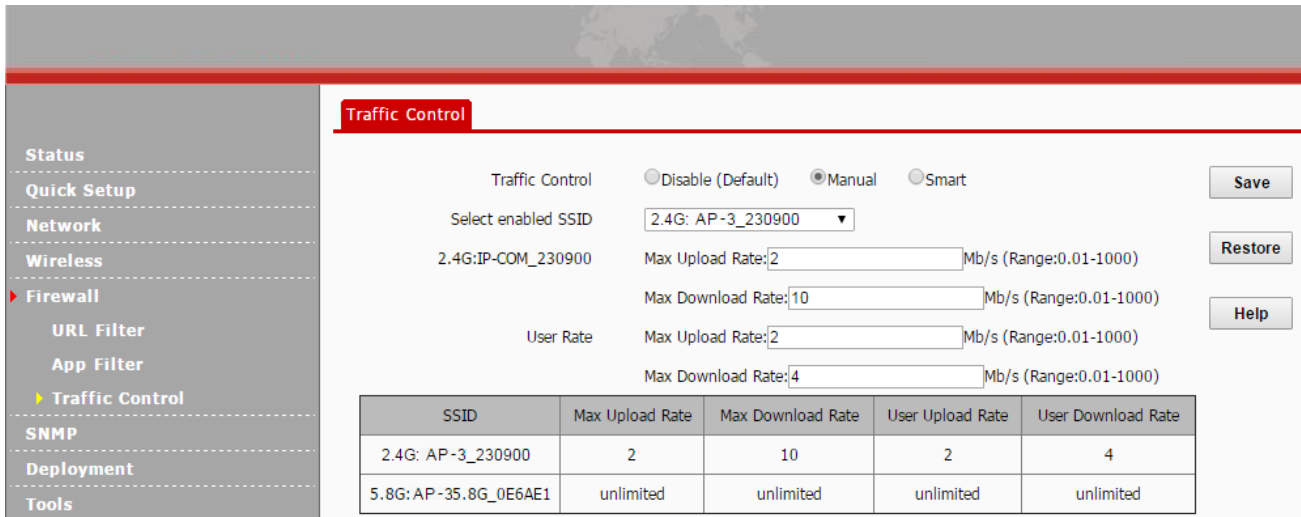 Traffic Control
Status
Quick Setup
Network
Wireless
Firewall
URL Filter
App Filter
Traffic Control
SNMP
Deployment
Tools
Traffic Control Disable (Default) Manual Smart
Select enabled SSID 2.4G: AP-3_230900
2.4G:IP-COM_230900 Max Upload Rate: 2 Mb/s (Range:0.01-1000)
Max Download Rate: 10 Mb/s (Range:0.01-1000)
User Rate Max Upload Rate: 2 Mb/s (Range:0.01-1000)
Max Download Rate: 4 Mb/s (Range:0.01-1000)
Save
Restore
Help
SSID Max Upload Rate Max Download Rate User Upload Rate User Download Rate
2.4G: AP-3_230900 2 10 2 4
5.8G: AP-35.8G_0E6AE1 unlimited unlimited unlimited unlimited